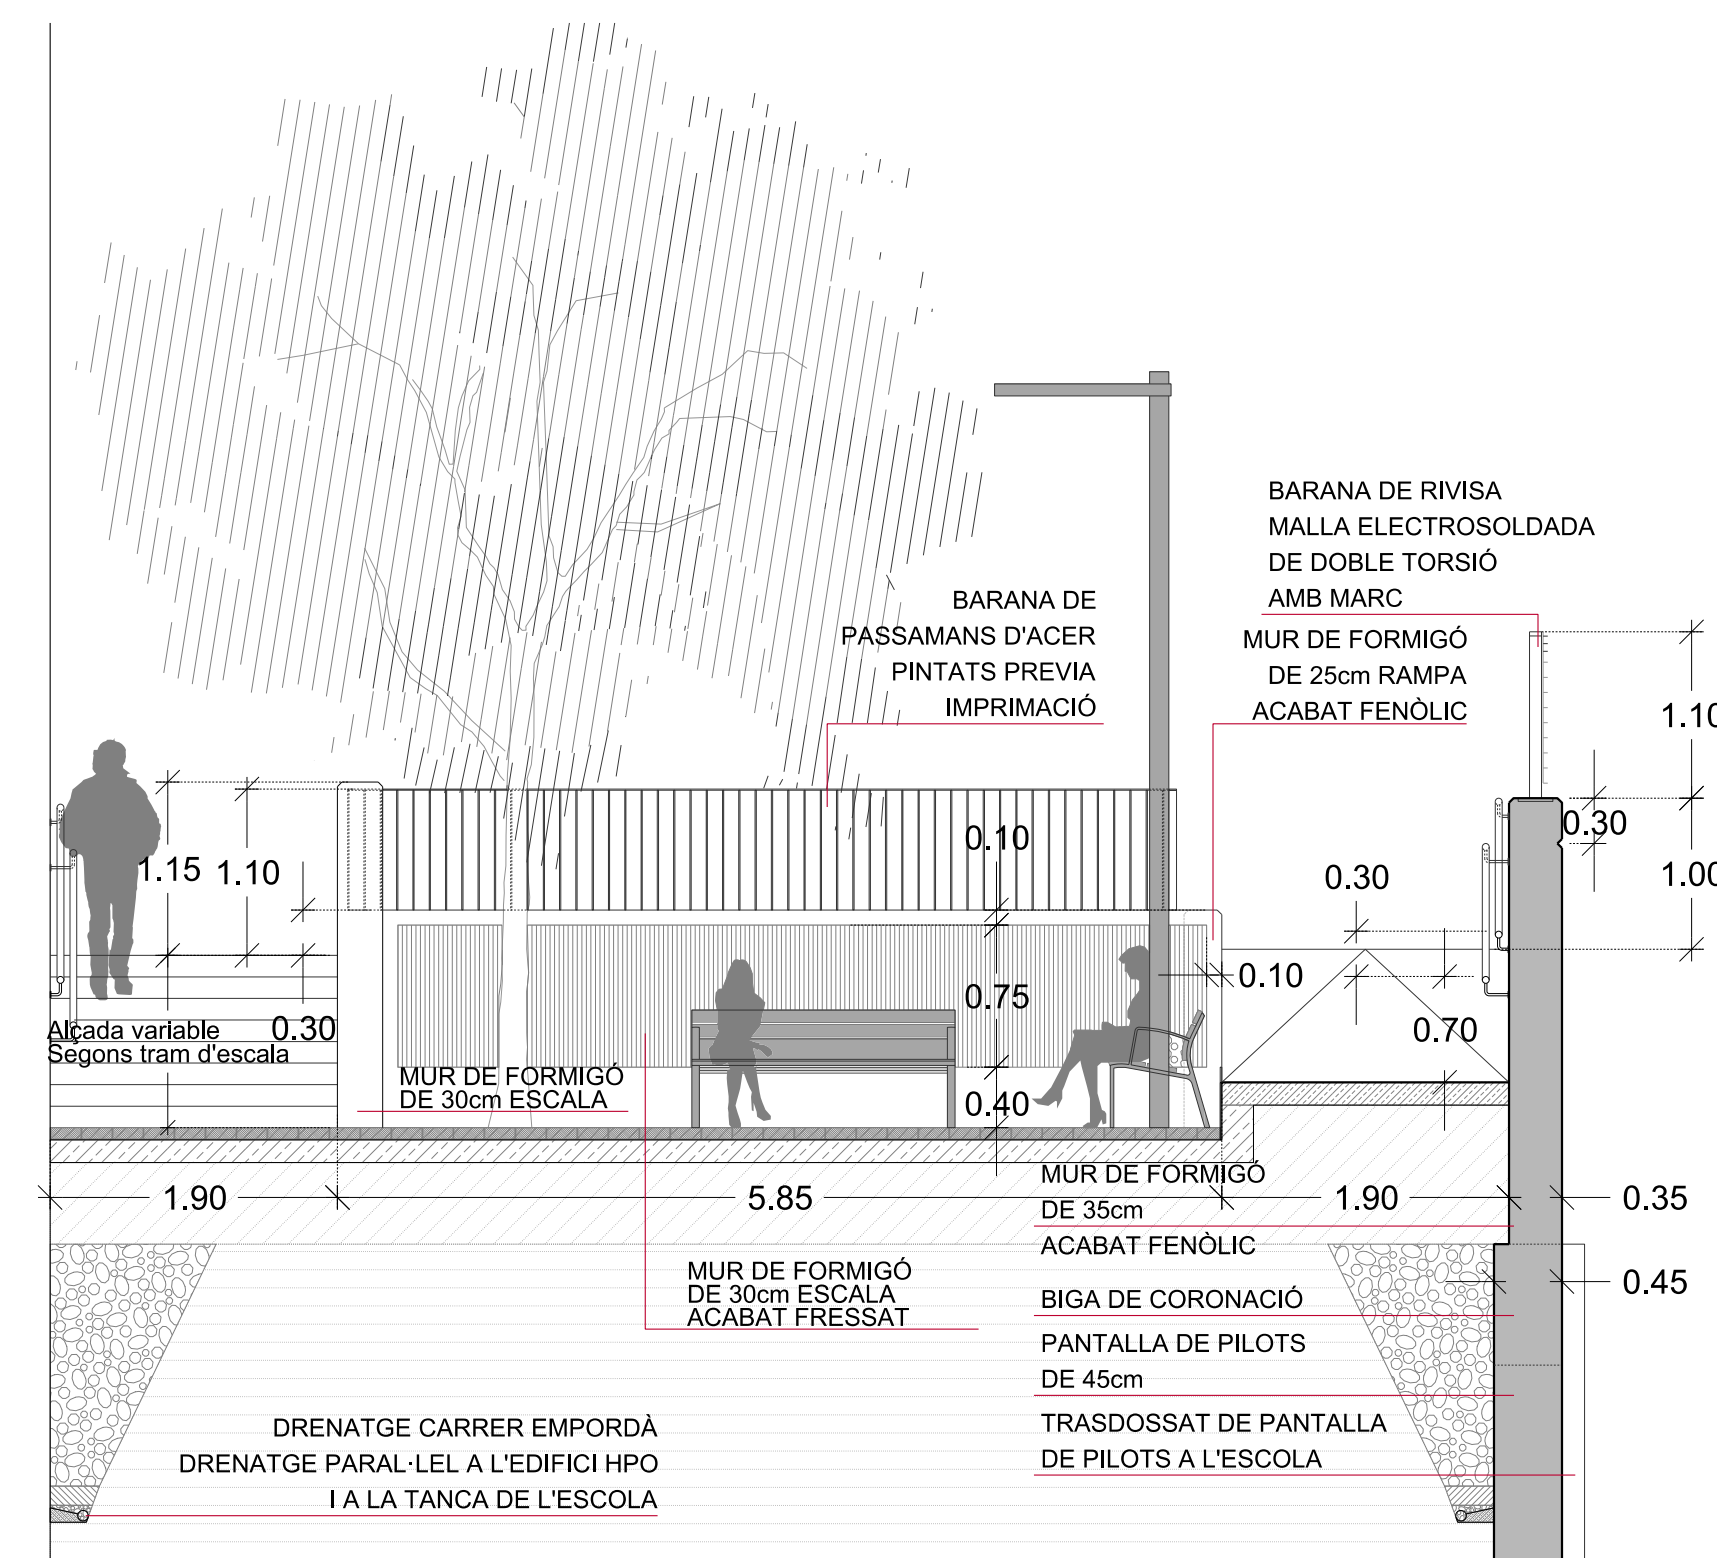 BARANA DE RIVISA
MALLA ELECTROSOLDADA
DE DOBLE TORSIÓ
AMB MARC
BARANA DE
PASSAMANS D'ACER
PINTATS PREVIA
IMPRIMACIÓ
MUR DE FORMIGÓ
DE 25cm RAMPA
ACABAT FENÒLIC
1.10
0.30
1.00
0.10
1.15
1.10
0.30
0.10
0.75
0.70
Alçada variable
Segons tram d'escala
0.30
MUR DE FORMIGÓ
DE 30cm ESCALA
0.40
1.90
5.85
1.90
0.35
MUR DE FORMIGÓ
DE 35cm
ACABAT FENÒLIC
0.45
MUR DE FORMIGÓ
DE 30cm ESCALA
ACABAT FRESSAT
BIGA DE CORONACIÓ
PANTALLA DE PILOTS
DE 45cm
TRASDOSSAT DE PANTALLA
DE PILOTS A L'ESCOLA
DRENATGE CARRER EMPORDÀ
DRENATGE PARAL·LEL A L'EDIFICI HPO
I A LA TANCA DE L'ESCOLA